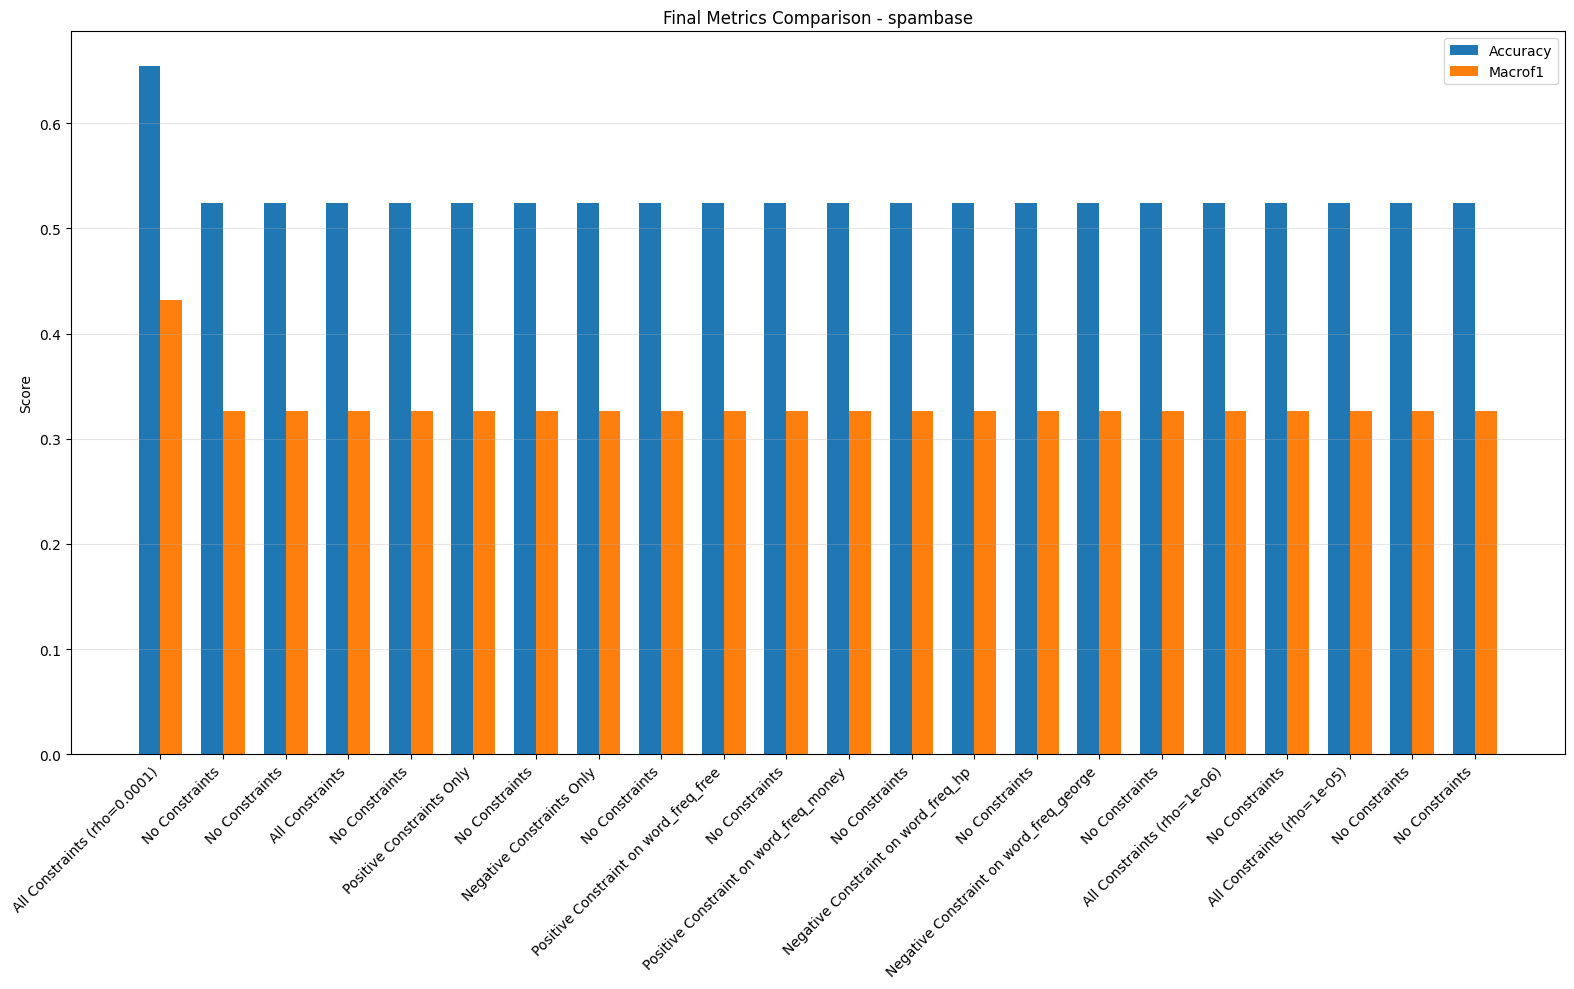 Final Metrics Comparison - spambase
Accuracy
Macrof1
Score
0.6
0.5
0.4
0.3
0.2
0.1
0.0
All Constraints (rho=0.0001)
No Constraints
No Constraints
All Constraints
No Constraints
Positive Constraints Only
No Constraints
Negative Constraints Only
No Constraints
Positive Constraint on word_freq_free
No Constraints
Positive Constraint on word_freq_money
No Constraints
Negative Constraint on word_freq_hp
No Constraints
Negative Constraint on word_freq_george
No Constraints
All Constraints (rho=1e-06)
No Constraints
All Constraints (rho=1e-05)
No Constraints
No Constraints